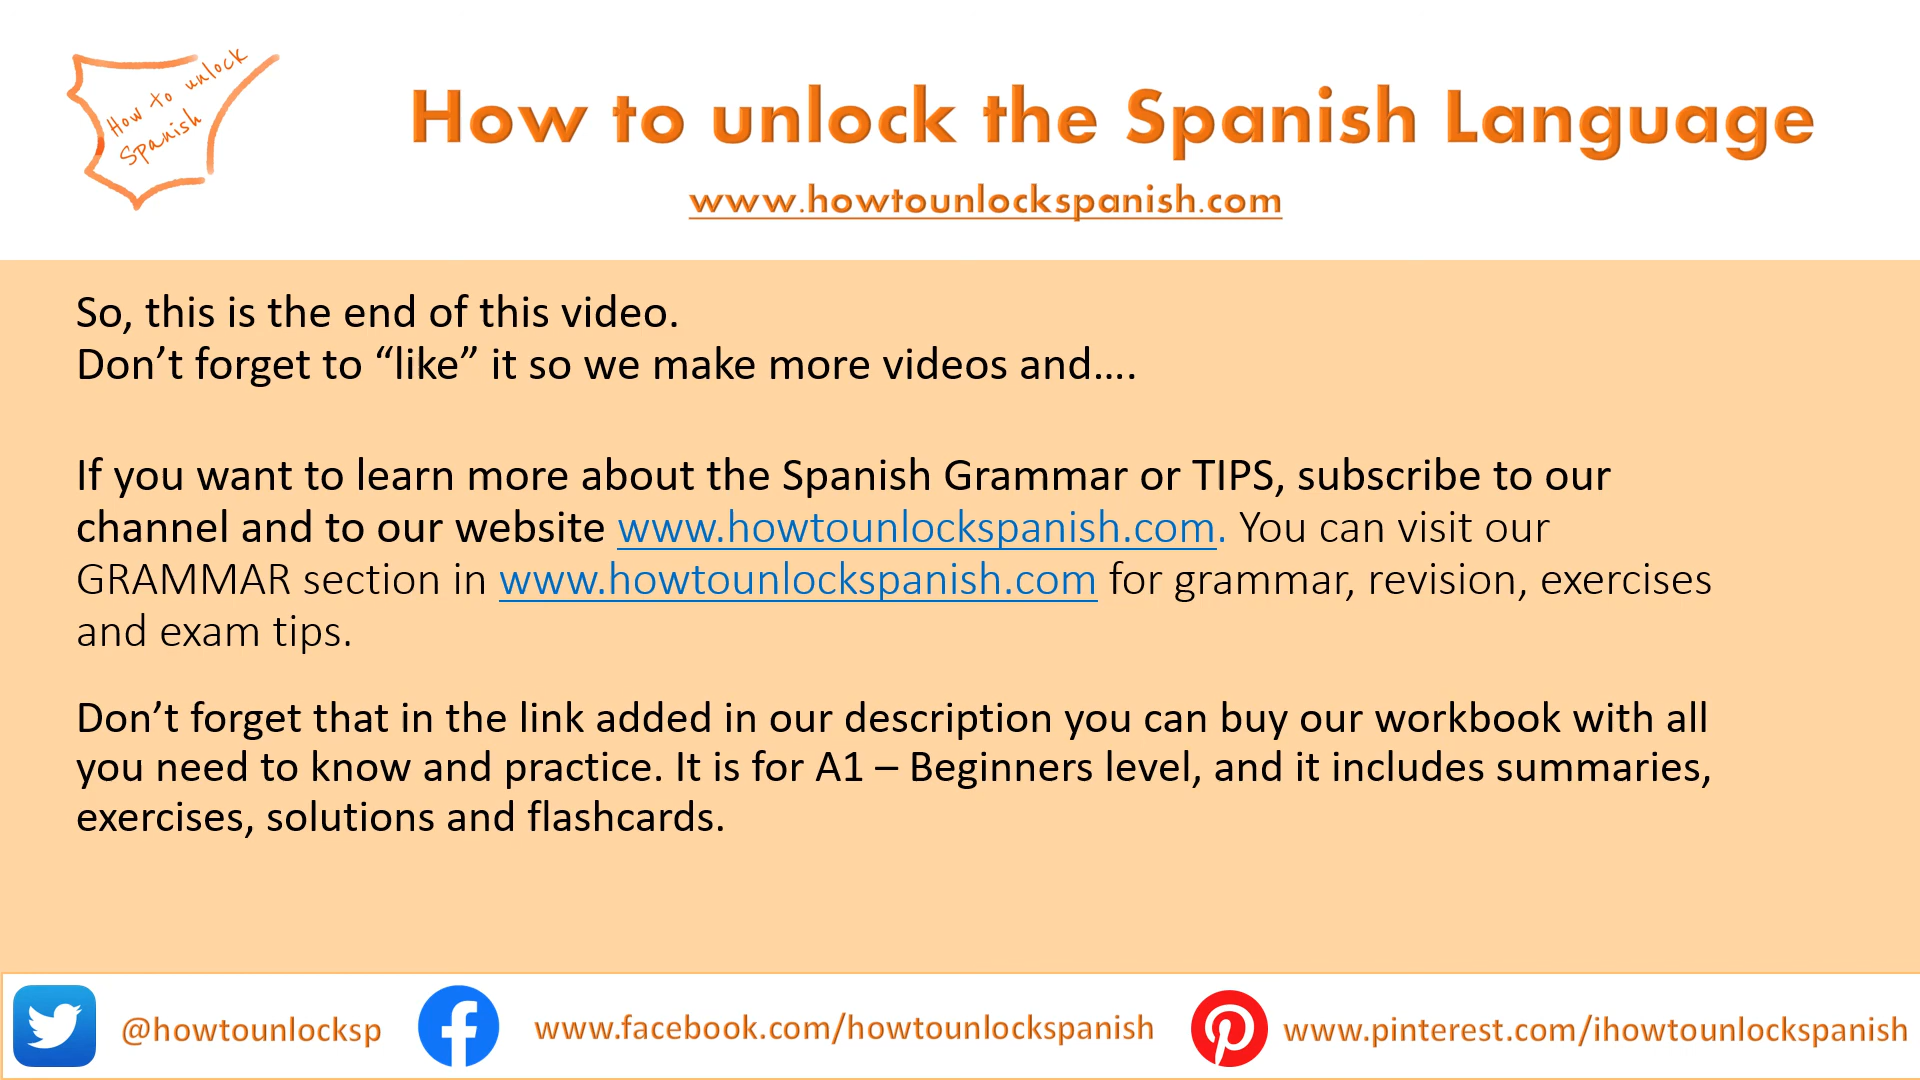 How to unlock
Spanish
How to unlock the Spanish Language
www.howtounlockspanish.com
So, this is the end of this video.
Don’t forget to “like” it so we make more videos and….
If you want to learn more about the Spanish Grammar or TIPS, subscribe to our
channel and to our website www.howtounlockspanish.com. You can visit our
GRAMMAR section in www.howtounlockspanish.com for grammar, revision, exercises
and exam tips.
Don’t forget that in the link added in our description you can buy our workbook with all
you need to know and practice. It is for A1 – Beginners level, and it includes summaries,
exercises, solutions and flashcards.
@howtounlocksp
www.facebook.com/howtounlockspanish
www.pinterest.com/ihowtounlockspanish